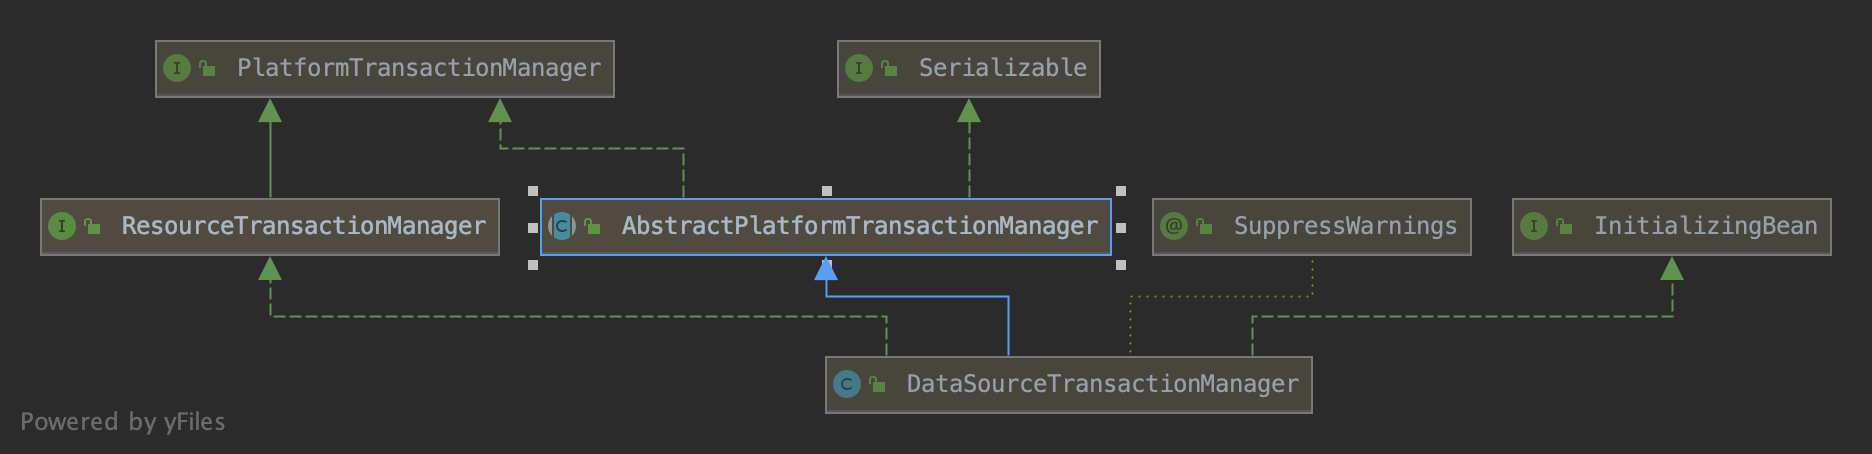 I PlatformTransactionManager
I Serializable
I ResourceTransactionManager
C AbstractPlatformTransactionManager
@ SuppressWarnings
I InitializingBean
C DataSourceTransactionManager
Powered by yFiles